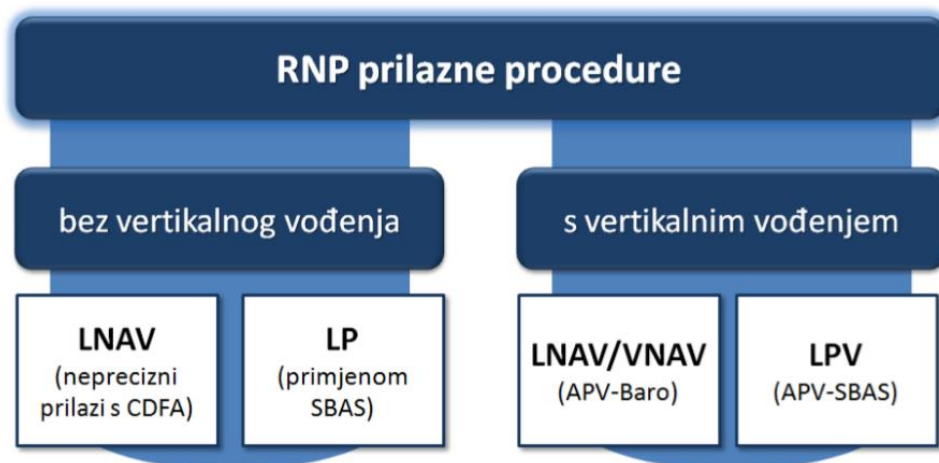 RNP prilazne procedure
bez vertikalnog vođenja
s vertikalnim vođenjem
LNAV
(neprecizni
prilazi s CDFA)
LP
(primjenom
SBAS)
LNAV/VNAV
(APV-Baro)
LPV
(APV-SBAS)